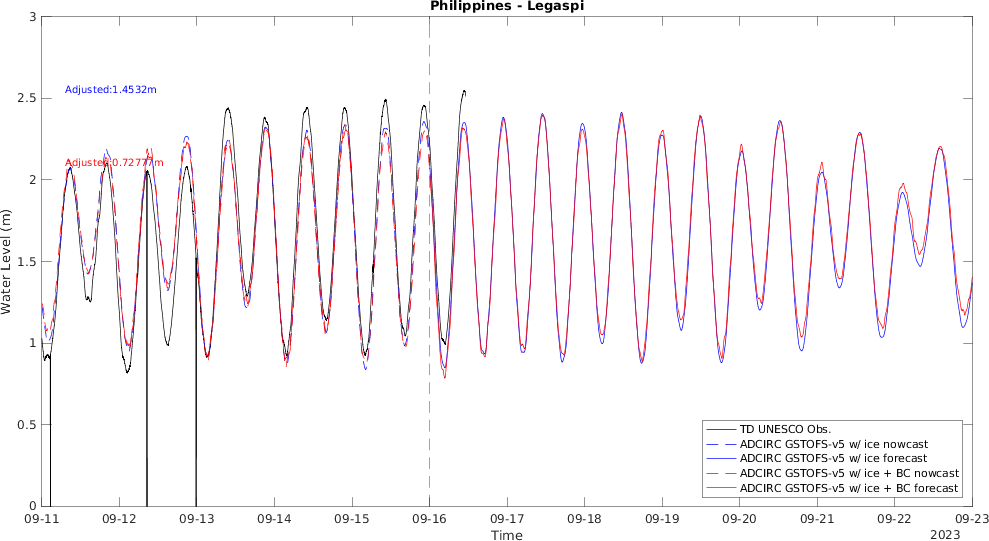 Philippines - Legaspi
Water Level (m)
3
2.5
2
1.5
1
0.5
0
Adjusted:1.4532m
Adjusted:0.72777m
TD UNESCO Obs.
ADCIRC GSTOFS-v5 w/ ice nowcast
ADCIRC GSTOFS-v5 w/ ice forecast
ADCIRC GSTOFS-v5 w/ ice + BC nowcast
ADCIRC GSTOFS-v5 w/ ice + BC forecast
09-11 09-12 09-13 09-14 09-15 09-16 09-17 09-18 09-19 09-20 09-21 09-22 09-23
Time
2023